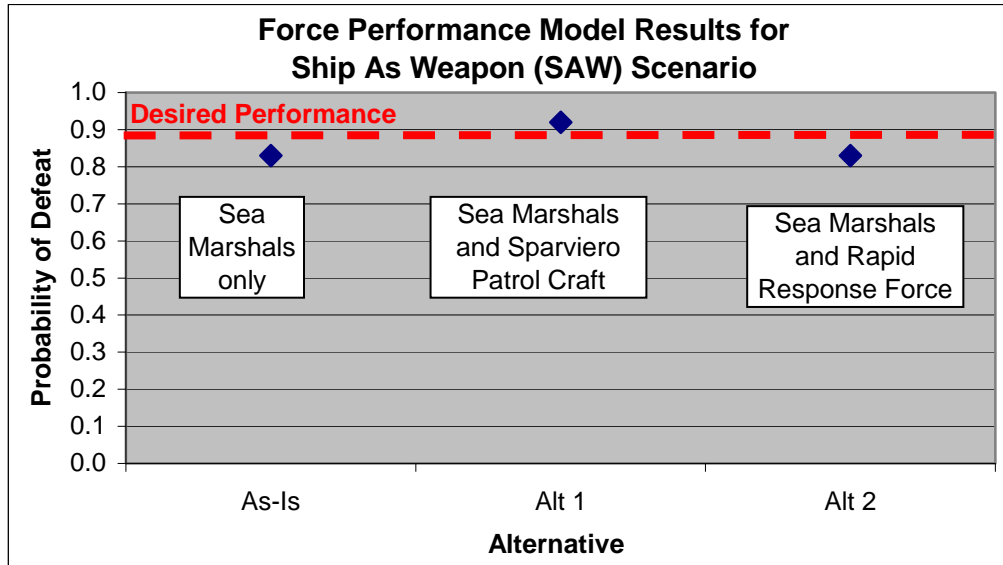 Force Performance Model Results for
Ship As Weapon (SAW) Scenario
Probability of Defeat
1.0
0.9
0.8
0.7
0.6
0.5
0.4
0.3
0.2
0.1
0.0
Desired Performance
Sea
Marshals
only
Sea Marshals
and Sparviero
Patrol Craft
Sea Marshals
and Rapid
Response Force
As-Is
Alt 1
Alt 2
Alternative